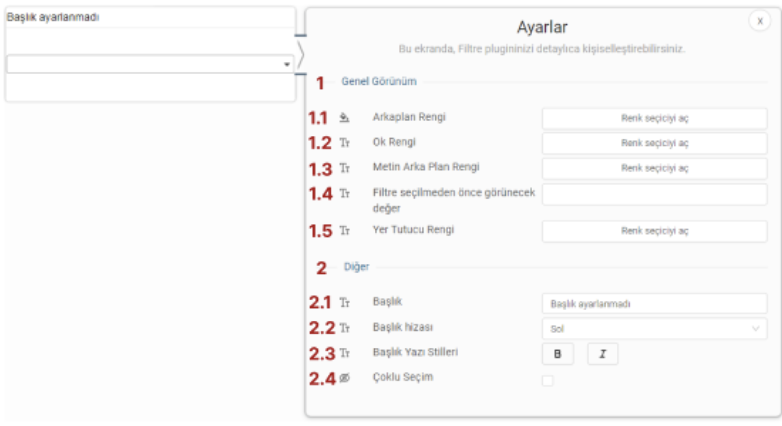 Başlık ayarlanmadı
Ayarlar
x
Bu ekranda, Filtre plugininizi detaylıca kişiselleştirebilirsiniz.
1 Genel Görünüm
1.1 Arkaplan Rengi Renk seçiciyi aç
1.2 Tr Ok Rengi Renk seçiciyi aç
1.3 Tr Metin Arka Plan Rengi Renk seçiciyi aç
1.4 Tr Filtre seçilmeden önce görünecek
değer
1.5 Tr Yer Tutucu Rengi Renk seçiciyi aç
2 Diğer
2.1 Tr Başlık Başlık ayarlanmadı
2.2 Tr Başlık hizası Sol
2.3 Tr Başlık Yazı Stilleri B I
2.4 Çoklu Seçim